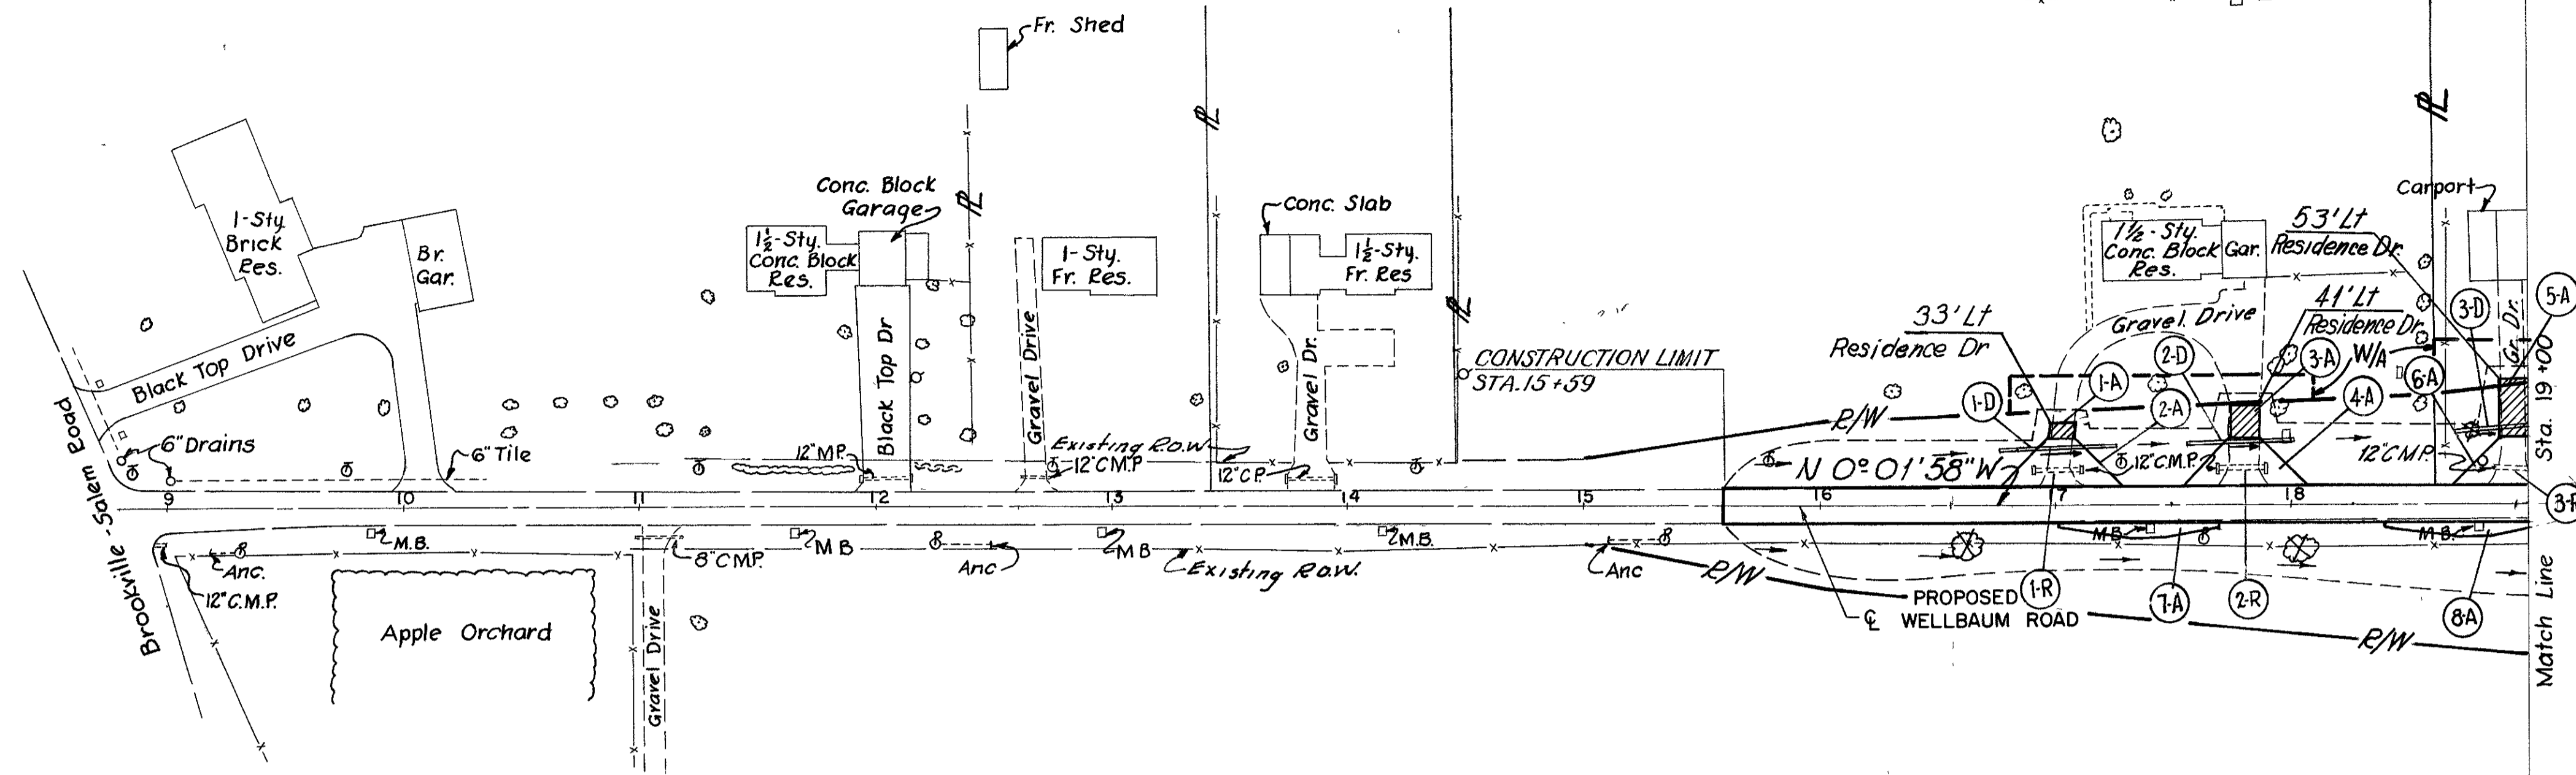 Fr. Shed
Conc. Block
Garage
1-Sty.
Brick
Res.
Br.
Gar.
1½-Sty.
Conc. Block
Res.
1-Sty.
Fr. Res.
Conc. Slab
1½-Sty.
Fr. Res
Carport
53' Lt
Residence Dr.
1½-Sty.
Conc. Block
Res.
Gar.
Gravel Drive
41' Lt
Residence Dr.
33' Lt
Residence Dr
W/A
Gr. Dr.
Black Top Drive
Black Top Dr
Gravel Drive
Gravel Dr.
CONSTRUCTION LIMIT
STA. 15+59
R/W
1-D
1-A
2-A
2-D
3-A
4-A
6-A
3-D
5-A
Sta. 19+00
Match Line
Brookville-Salem Road
6" Drains
6" Tile
12" M.P.
Existing R.O.W.
12" C.M.P
12" C.P.
N 0° 01' 58" W
12" C.M.P.
12" C.M.P.
9
10
11
12
13
14
15
16
17
18
M.B.
8" C.M.P.
M.B
M.B
M.B.
M.B.
M.B.
Anc.
Anc
Anc
12" C.M.P.
Existing R.O.W.
R/W
R/W
Apple Orchard
Gravel Drive
PROPOSED
℄ WELLBAUM ROAD
1-R
7-A
2-R
8-A
℄
℄
℄
℄